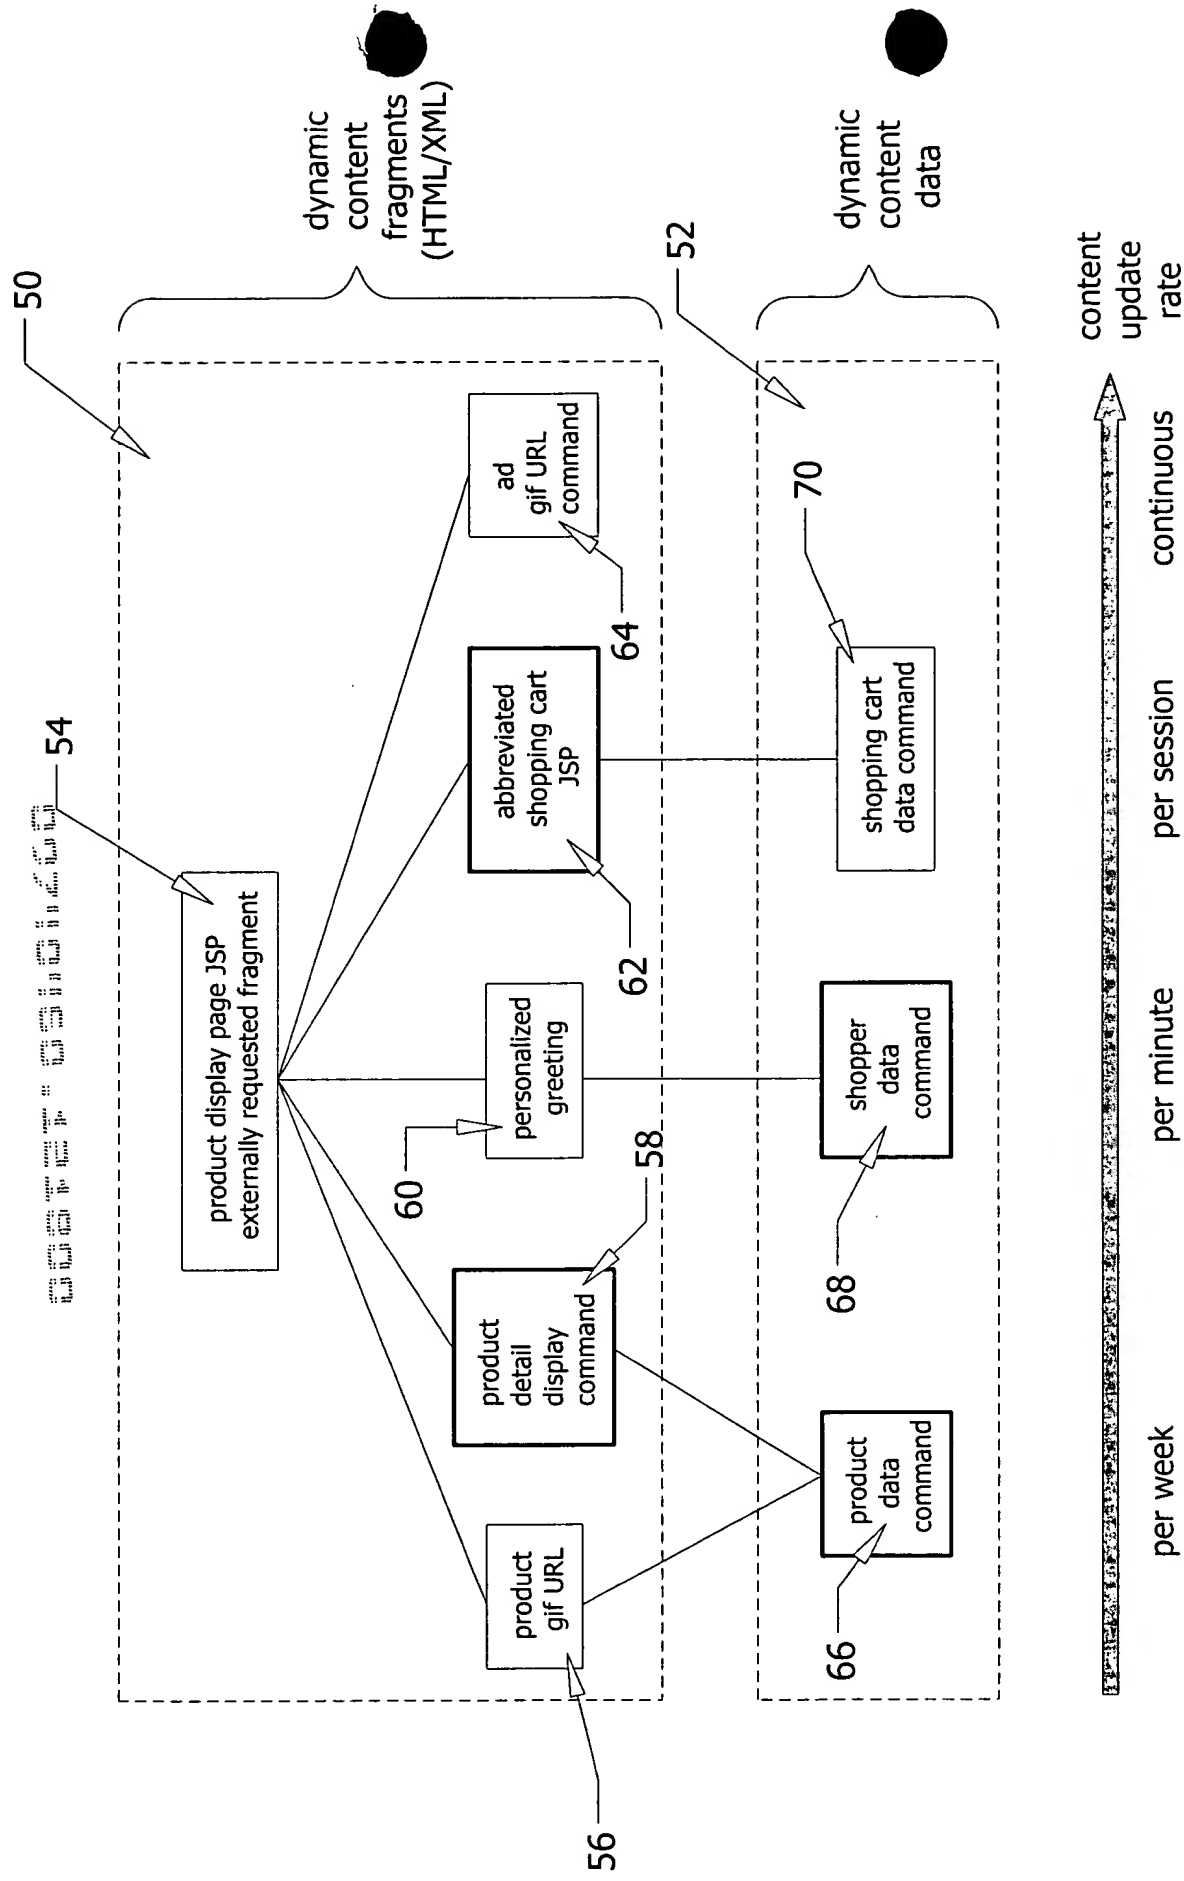 50
54
product display page JSP
externally requested fragment
dynamic
content
fragments
(HTML/XML)
product
gif URL
56
product
detail
display
command
58
personalized
greeting
60
abbreviated
shopping cart
JSP
62
ad
gif URL
command
64
52
product
data
command
66
shopper
data
command
68
shopping cart
data command
70
dynamic
content
data
per week
per minute
per session
continuous
content
update
rate